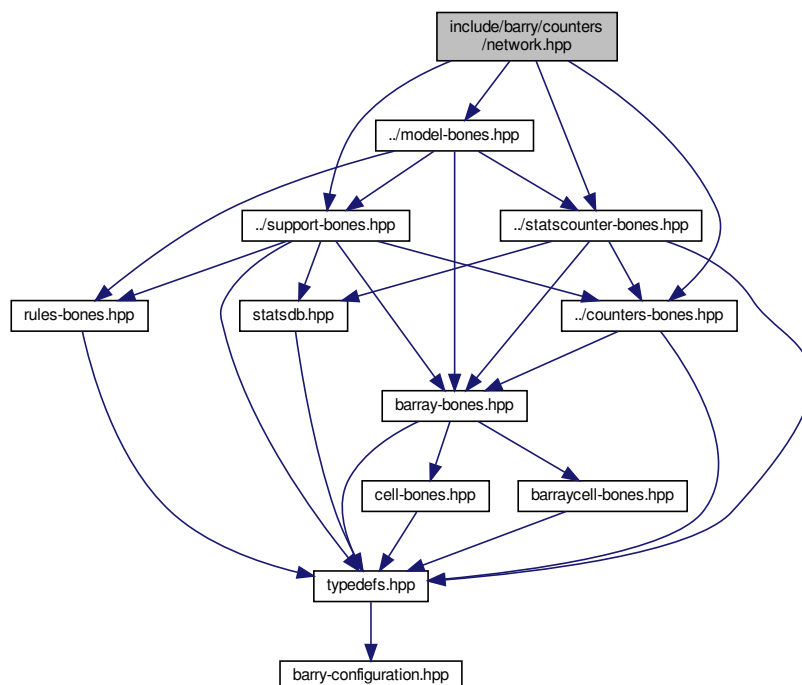 include/barry/counters
/network.hpp
../model-bones.hpp
../support-bones.hpp
../statscounter-bones.hpp
rules-bones.hpp
statsdb.hpp
../counters-bones.hpp
barray-bones.hpp
cell-bones.hpp
barraycell-bones.hpp
typedefs.hpp
barry-configuration.hpp